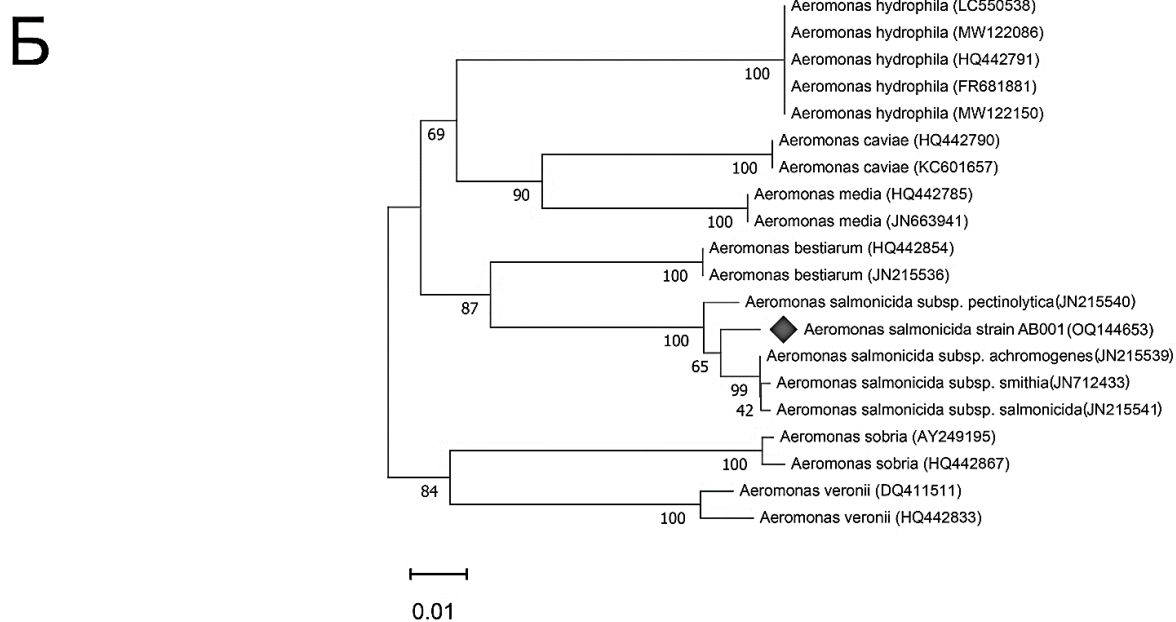 Б
Aeromonas hydrophila (LC550538)
Aeromonas hydrophila (MW122086)
Aeromonas hydrophila (HQ442791)
100
Aeromonas hydrophila (FR681881)
Aeromonas hydrophila (MW122150)
69
Aeromonas caviae (HQ442790)
100
Aeromonas caviae (KC601657)
90
Aeromonas media (HQ442785)
100
Aeromonas media (JN663941)
Aeromonas bestiarum (HQ442854)
100
Aeromonas bestiarum (JN215536)
87
Aeromonas salmonicida subsp. pectinolytica(JN215540)
100
Aeromonas salmonicida strain AB001(OQ144653)
65
Aeromonas salmonicida subsp. achromogenes(JN215539)
99
Aeromonas salmonicida subsp. smithia(JN712433)
42
Aeromonas salmonicida subsp. salmonicida(JN215541)
Aeromonas sobria (AY249195)
100
Aeromonas sobria (HQ442867)
84
Aeromonas veronii (DQ411511)
100
Aeromonas veronii (HQ442833)
0.01